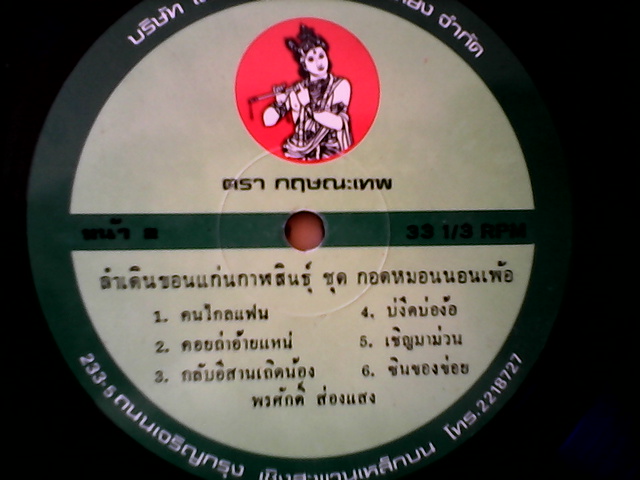 บริษัท
จำกัด
ตรา กฤษณะเทพ
หน้า
33 1/3 RPM
ลำเดินขอนแก่นกาฬสินธุ์ ชุด กอดหมอนนอนเพ้อ
1. คนไกลแฟน
2. คอยถ่าอ้ายแหน่
3. กลับอีสานเถิดน้อง
4. บ่งึดบ่อง้อ
5. เชิญมาม่วน
6. ซินของข่อย
พรศักดิ์ ส่องแสง
233-5 ถนนเจริญกรุง เชิงสะพานเหล็กบน โทร.2218727